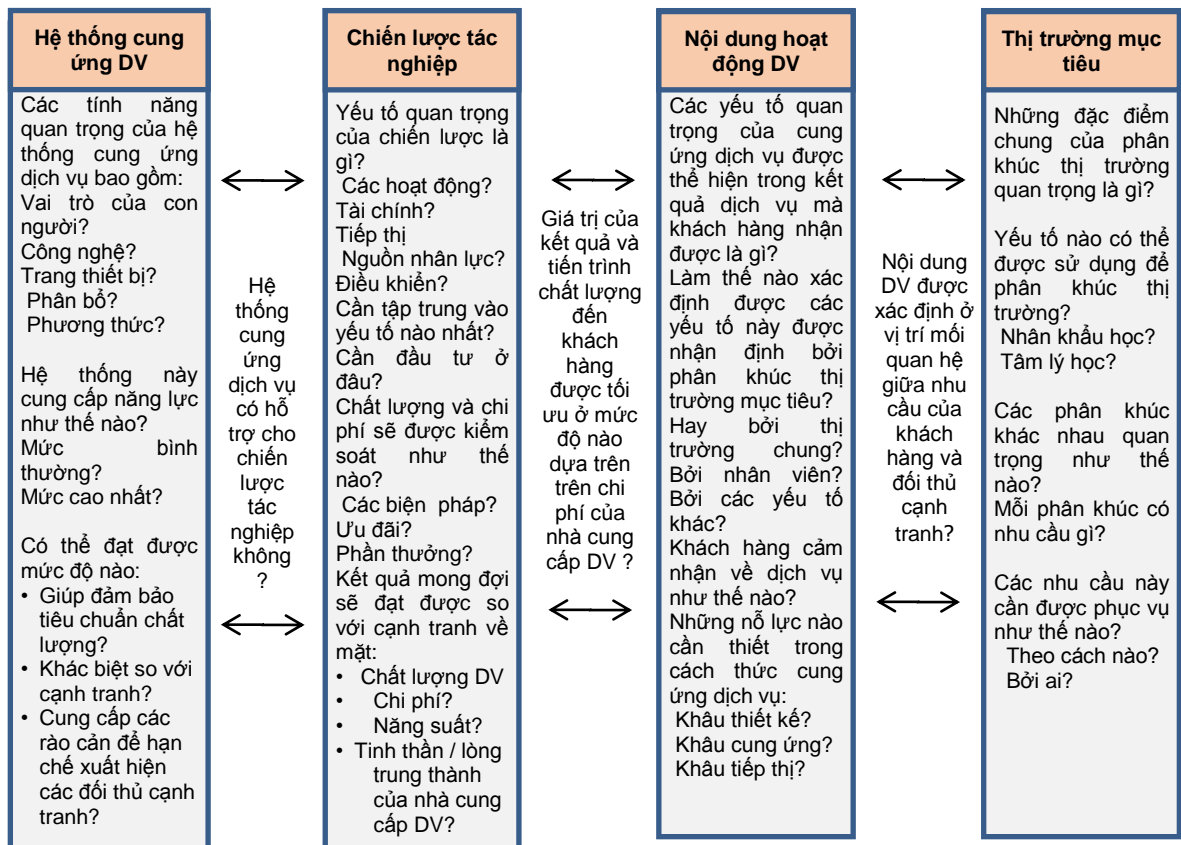 Hệ thống cung
ứng DV
Các tính năng
quan trọng của hệ
thống cung ứng
dịch vụ bao gồm:
Vai trò của con
người?
Công nghệ?
Trang thiết bị?
Phân bổ?
Phương thức?
Hệ thống này
cung cấp năng lực
như thế nào?
Mức bình
thường?
Mức cao nhất?
Có thể đạt được
mức độ nào:
• Giúp đảm bảo
tiêu chuẩn chất
lượng?
• Khác biệt so với
cạnh tranh?
• Cung cấp các
rào cản để hạn
chế xuất hiện
các đối thủ cạnh
tranh?
Hệ
thống
cung
ứng
dịch vụ
có hỗ
trợ cho
chiến
lược
tác
nghiệp
không
?
Chiến lược tác
nghiệp
Yếu tố quan trọng
của chiến lược là
gì?
Các hoạt động?
Tài chính?
Tiếp thị
Nguồn nhân lực?
Điều khiển?
Cần tập trung vào
yếu tố nào nhất?
Cần đầu tư ở
đâu?
Chất lượng và chi
phí sẽ được kiểm
soát như thế
nào?
Các biện pháp?
Ưu đãi?
Phần thưởng?
Kết quả mong đợi
sẽ đạt được so
với cạnh tranh về
mặt:
• Chất lượng DV
• Chi phí?
• Năng suất?
• Tinh thần / lòng
trung thành
của nhà cung
cấp DV?
Giá trị của
kết quả và
tiến trình
chất lượng
đến
khách
hàng
được tối
ưu ở mức
độ nào
dựa trên
trên chi
phí của
nhà cung
cấp DV ?
Nội dung hoạt
động DV
Các yếu tố quan
trọng của cung
ứng dịch vụ được
thể hiện trong kết
quả dịch vụ mà
khách hàng nhận
được là gì?
Làm thế nào xác
định được các
yếu tố này được
nhận định bởi
phân khúc thị
trường mục tiêu?
Hay bởi thị
trường chung?
Bởi nhân viên?
Bởi các yếu tố
khác?
Khách hàng cảm
nhận về dịch vụ
như thế nào?
Những nỗ lực nào
cần thiết trong
cách thức cung
ứng dịch vụ:
Khâu thiết kế?
Khâu cung ứng?
Khâu tiếp thị?
Nội dung
DV được
xác định ở
vị trí mối
quan hệ
giữa nhu
cầu của
khách
hàng và
đối thủ
cạnh
tranh?
Thị trường mục
tiêu
Những đặc điểm
chung của phân
khúc thị trường
quan trọng là gì?
Yếu tố nào có thể
được sử dụng để
phân khúc thị
trường?
Nhân khẩu học?
Tâm lý học?
Các phân khúc
khác nhau quan
trọng như thế
nào?
Mỗi phân khúc có
nhu cầu gì?
Các nhu cầu này
cần được phục vụ
như thế nào?
Theo cách nào?
Bởi ai?